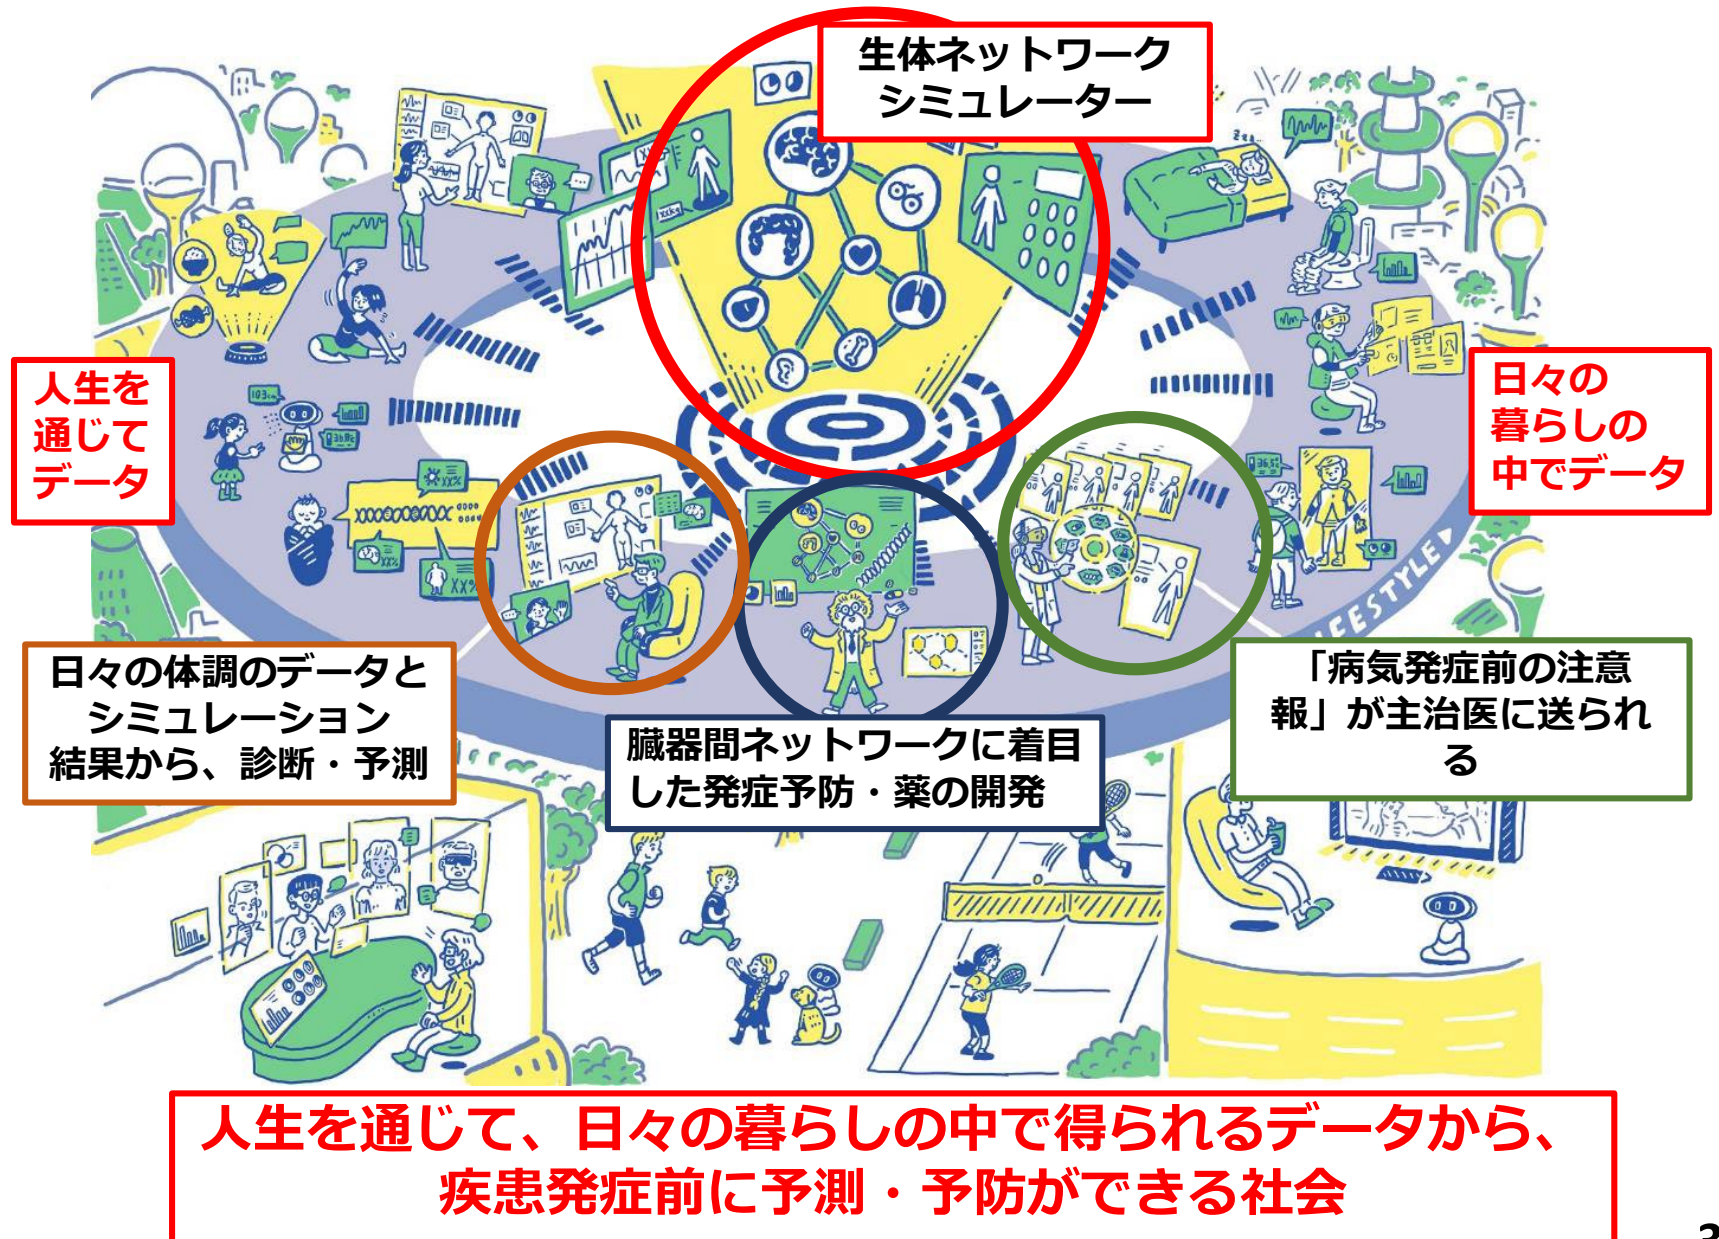 生体ネットワーク
シミュレーター
zzz
人生を
通じて
データ
日々の
暮らしの
中でデータ
103cm
36.5
XX%
XX%
XX%
日々の体調のデータと
シミュレーション
結果から、診断・予測
臓器間ネットワークに着目
した発症予防・薬の開発
「病気発症前の注意
報」が主治医に送られ
る
人生を通じて、日々の暮らしの中で得られるデータから、
疾患発症前に予測・予防ができる社会